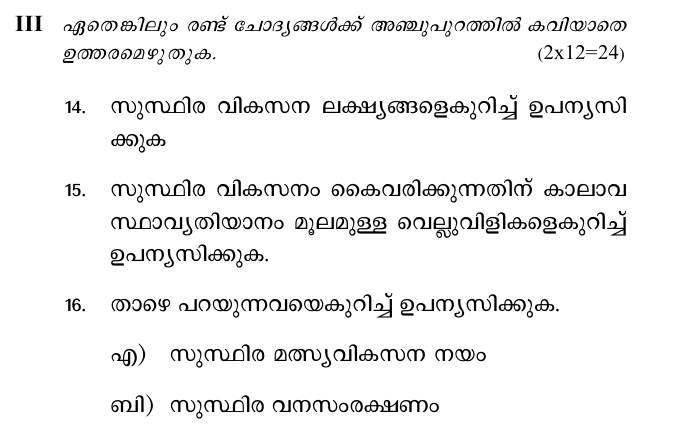 III ഏതെങ്കിലും രണ്ട് ചോദ്യങ്ങൾക്ക് അഞ്ചുപുറത്തിൽ കവിയാതെ
ഉത്തരമെഴുതുക. (2x12=24)
14. സുസ്ഥിര വികസന ലക്ഷ്യങ്ങളെകുറിച്ച് ഉപന്യസി
ക്കുക
15. സുസ്ഥിര വികസനം കൈവരിക്കുന്നതിന് കാലാവ
സ്ഥാവ്യതിയാനം മൂലമുള്ള വെല്ലുവിളികളെകുറിച്ച്
ഉപന്യസിക്കുക.
16. താഴെ പറയുന്നവയെകുറിച്ച് ഉപന്യസിക്കുക.
എ) സുസ്ഥിര മത്സ്യവികസന നയം
ബി) സുസ്ഥിര വനസംരക്ഷണം